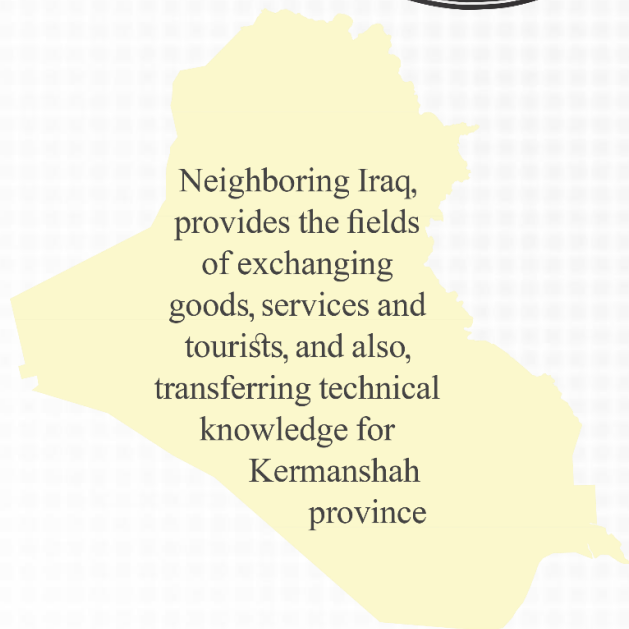 Neighboring Iraq,
provides the fields
of exchanging
goods, services and
tourists, and also,
transferring technical
knowledge for
Kermanshah
province